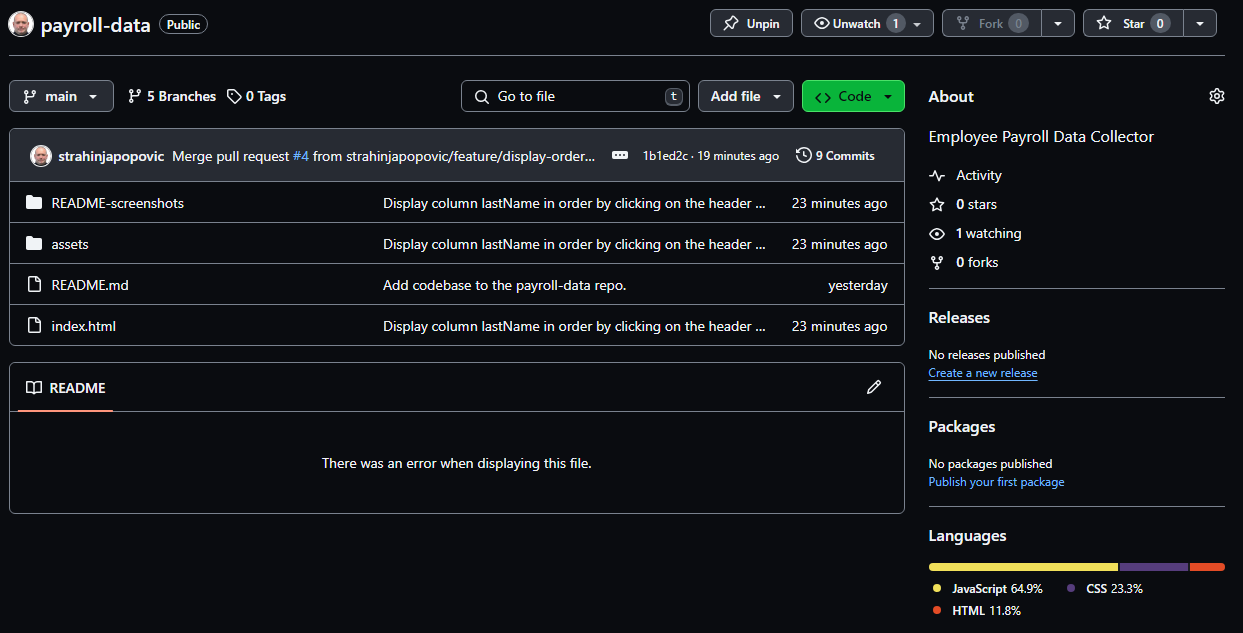 payroll-data Public Unpin Unwatch 1 Fork 0 Star 0
main 5 Branches 0 Tags Go to file t Add file Code
strahinjapopovic Merge pull request #4 from strahinjapopovic/feature/display-order... 1b1ed2c · 19 minutes ago 9 Commits
README-screenshots Display column lastName in order by clicking on the header ... 23 minutes ago
assets Display column lastName in order by clicking on the header ... 23 minutes ago
README.md Add codebase to the payroll-data repo. yesterday
index.html Display column lastName in order by clicking on the header ... 23 minutes ago
README
There was an error when displaying this file.
About
Employee Payroll Data Collector
Activity
0 stars
1 watching
0 forks
Releases
No releases published
Create a new release
Packages
No packages published
Publish your first package
Languages
JavaScript 64.9% CSS 23.3%
HTML 11.8%